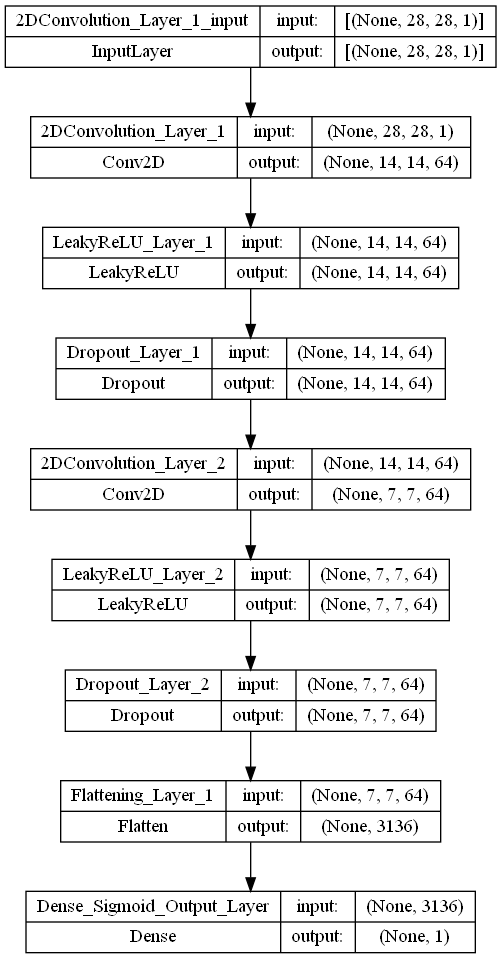 2DConvolution_Layer_1_input input: [(None, 28, 28, 1)]
InputLayer output: [(None, 28, 28, 1)]
2DConvolution_Layer_1 input: (None, 28, 28, 1)
Conv2D output: (None, 14, 14, 64)
LeakyReLU_Layer_1 input: (None, 14, 14, 64)
LeakyReLU output: (None, 14, 14, 64)
Dropout_Layer_1 input: (None, 14, 14, 64)
Dropout output: (None, 14, 14, 64)
2DConvolution_Layer_2 input: (None, 14, 14, 64)
Conv2D output: (None, 7, 7, 64)
LeakyReLU_Layer_2 input: (None, 7, 7, 64)
LeakyReLU output: (None, 7, 7, 64)
Dropout_Layer_2 input: (None, 7, 7, 64)
Dropout output: (None, 7, 7, 64)
Flattening_Layer_1 input: (None, 7, 7, 64)
Flatten output: (None, 3136)
Dense_Sigmoid_Output_Layer input: (None, 3136)
Dense output: (None, 1)